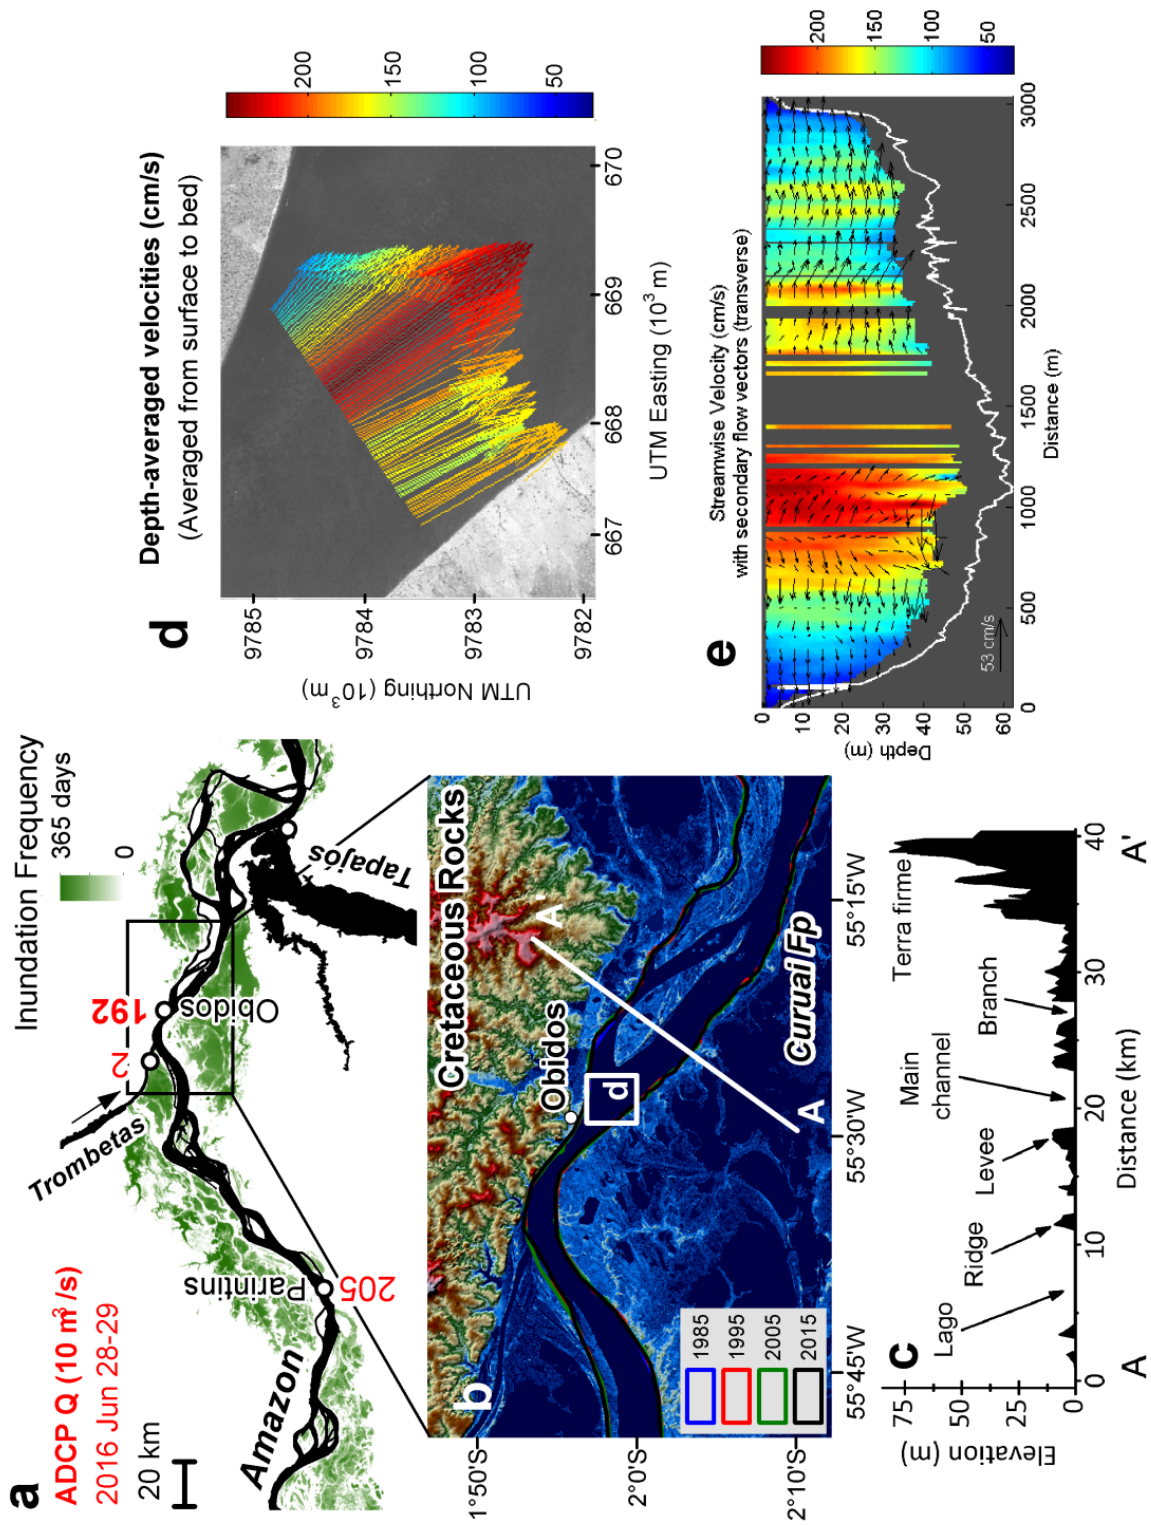 a
ADCP Q (10³ m³/s)
2016 Jun 28-29
20 km
Inundation Frequency
365 days
0
Amazon
Parintins
205
Trombetas
2
192
Obidos
Tapajós
b
Cretaceous Rocks
Obidos
d
A'
A
Curuai Fp
1985
1995
2005
2015
1°50'S
2°0'S
2°10'S
55°45'W
55°30'W
55°15'W
c
Elevation (m)
75
50
25
0
Lago
Ridge
Levee
Main
channel
Branch
Terra firme
0
10
20
30
40
A
Distance (km)
A'
d
Depth-averaged velocities (cm/s)
(Averaged from surface to bed)
UTM Northing (10³m)
9785
9784
9783
9782
667
668
669
670
UTM Easting (10³ m)
200
150
100
50
e
Streamwise Velocity (cm/s)
with secondary flow vectors (transverse)
Depth (m)
0
10
20
30
40
50
60
53 cm/s
0
500
1000
1500
2000
2500
3000
Distance (m)
200
150
100